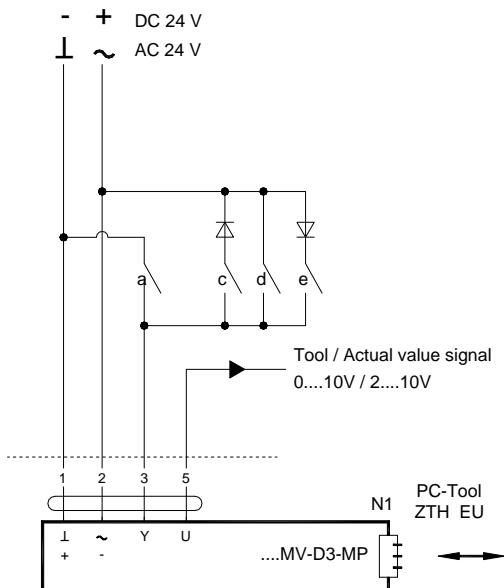 - + DC 24 V
⊥ ~ AC 24 V
a c d e
Tool / Actual value signal
0....10V / 2....10V
1 2 3 5
N1
PC-Tool
ZTH EU
⊥ ~ Y U
+ -
....MV-D3-MP